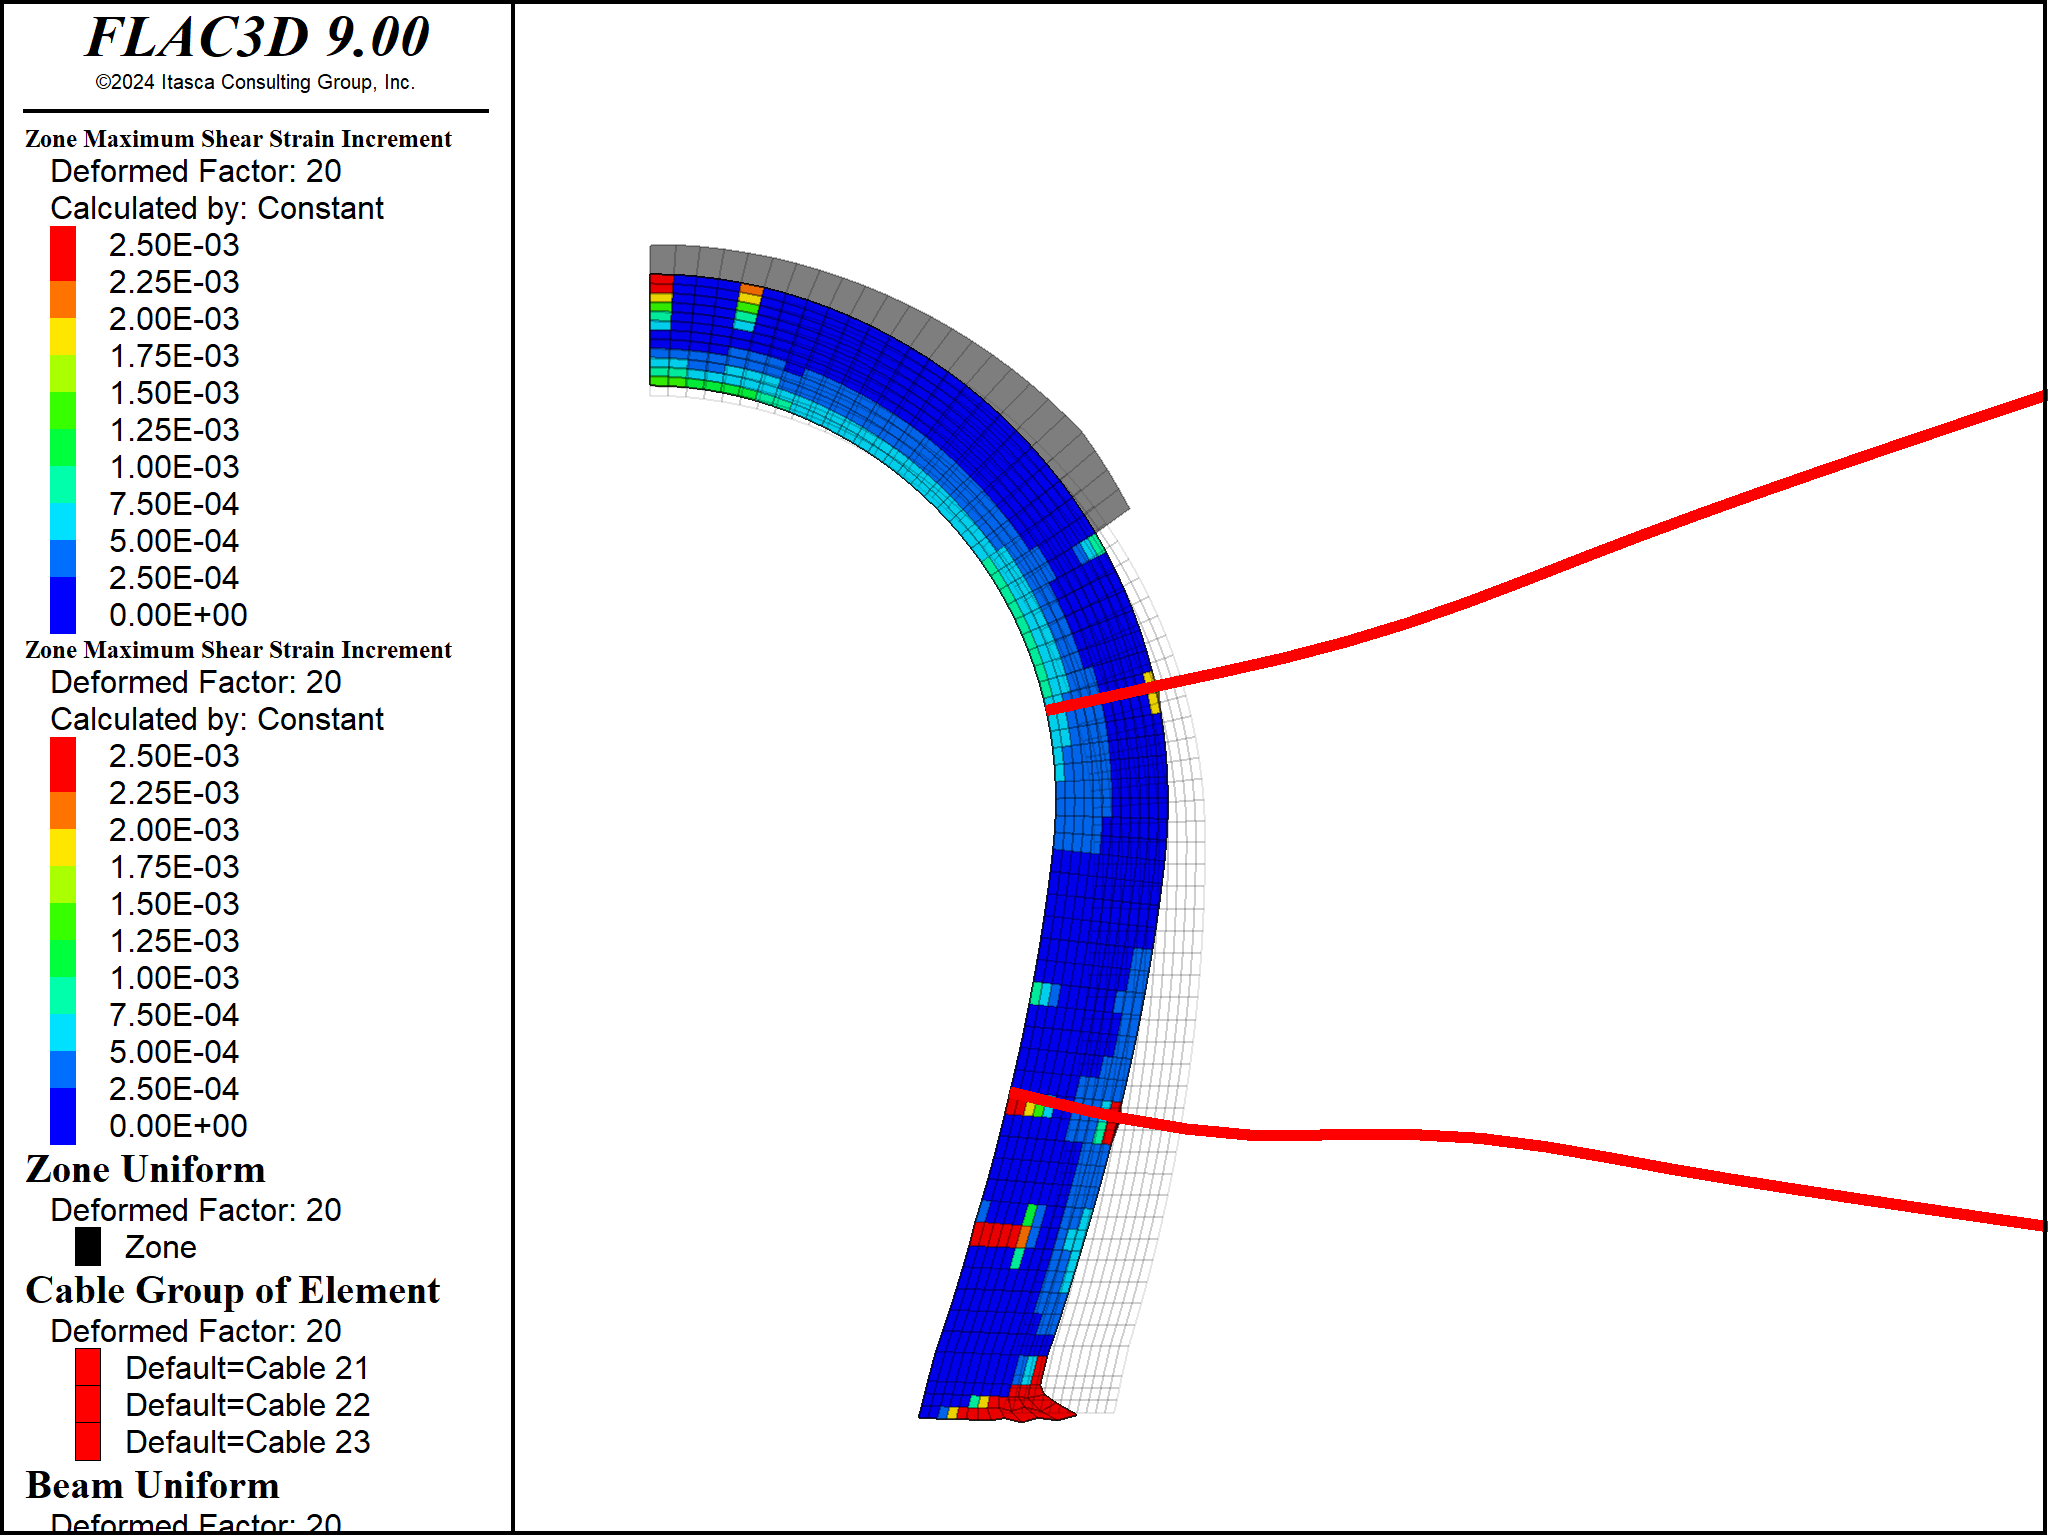 FLAC3D 9.00
©2024 Itasca Consulting Group, Inc.
Zone Maximum Shear Strain Increment
Deformed Factor: 20
Calculated by: Constant
2.50E-03
2.25E-03
2.00E-03
1.75E-03
1.50E-03
1.25E-03
1.00E-03
7.50E-04
5.00E-04
2.50E-04
0.00E+00
Zone Maximum Shear Strain Increment
Deformed Factor: 20
Calculated by: Constant
2.50E-03
2.25E-03
2.00E-03
1.75E-03
1.50E-03
1.25E-03
1.00E-03
7.50E-04
5.00E-04
2.50E-04
0.00E+00
Zone Uniform
Deformed Factor: 20
Zone
Cable Group of Element
Deformed Factor: 20
Default=Cable 21
Default=Cable 22
Default=Cable 23
Beam Uniform
Deformed Factor: 20